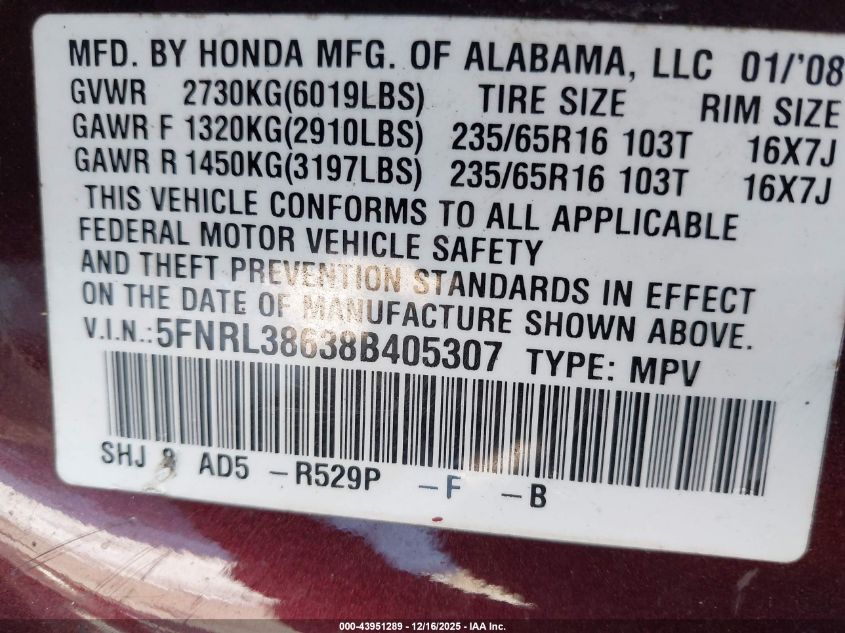 MFD. BY HONDA MFG. OF ALABAMA, LLC 01/'08
GVWR 2730KG(6019LBS) TIRE SIZE RIM SIZE
GAWR F 1320KG(2910LBS) 235/65R16 103T 16X7J
GAWR R 1450KG(3197LBS) 235/65R16 103T 16X7J
THIS VEHICLE CONFORMS TO ALL APPLICABLE
FEDERAL MOTOR VEHICLE SAFETY
AND THEFT PREVENTION STANDARDS IN EFFECT
ON THE DATE OF MANUFACTURE SHOWN ABOVE.
V.I.N.: 5FNRL38638B405307 TYPE: MPV
SHJ AD5 -R529P -F -B
000-43951289 - 12/16/2025 - IAA Inc.